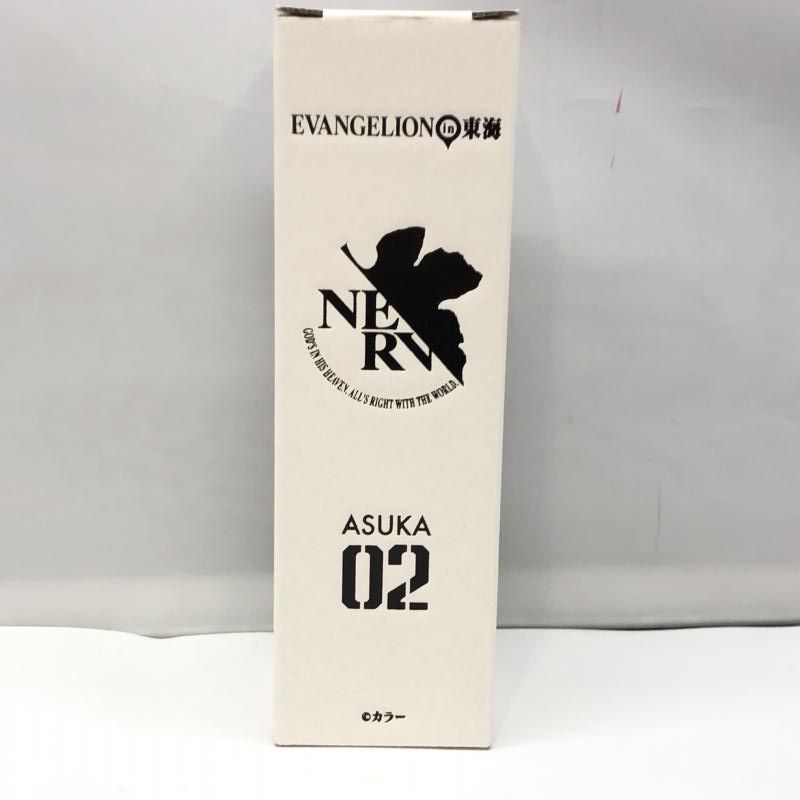 EVANGELION in 東海
NERV
GOD'S IN HIS HEAVEN. ALL'S RIGHT WITH THE WORLD.
ASUKA
02
©カラー